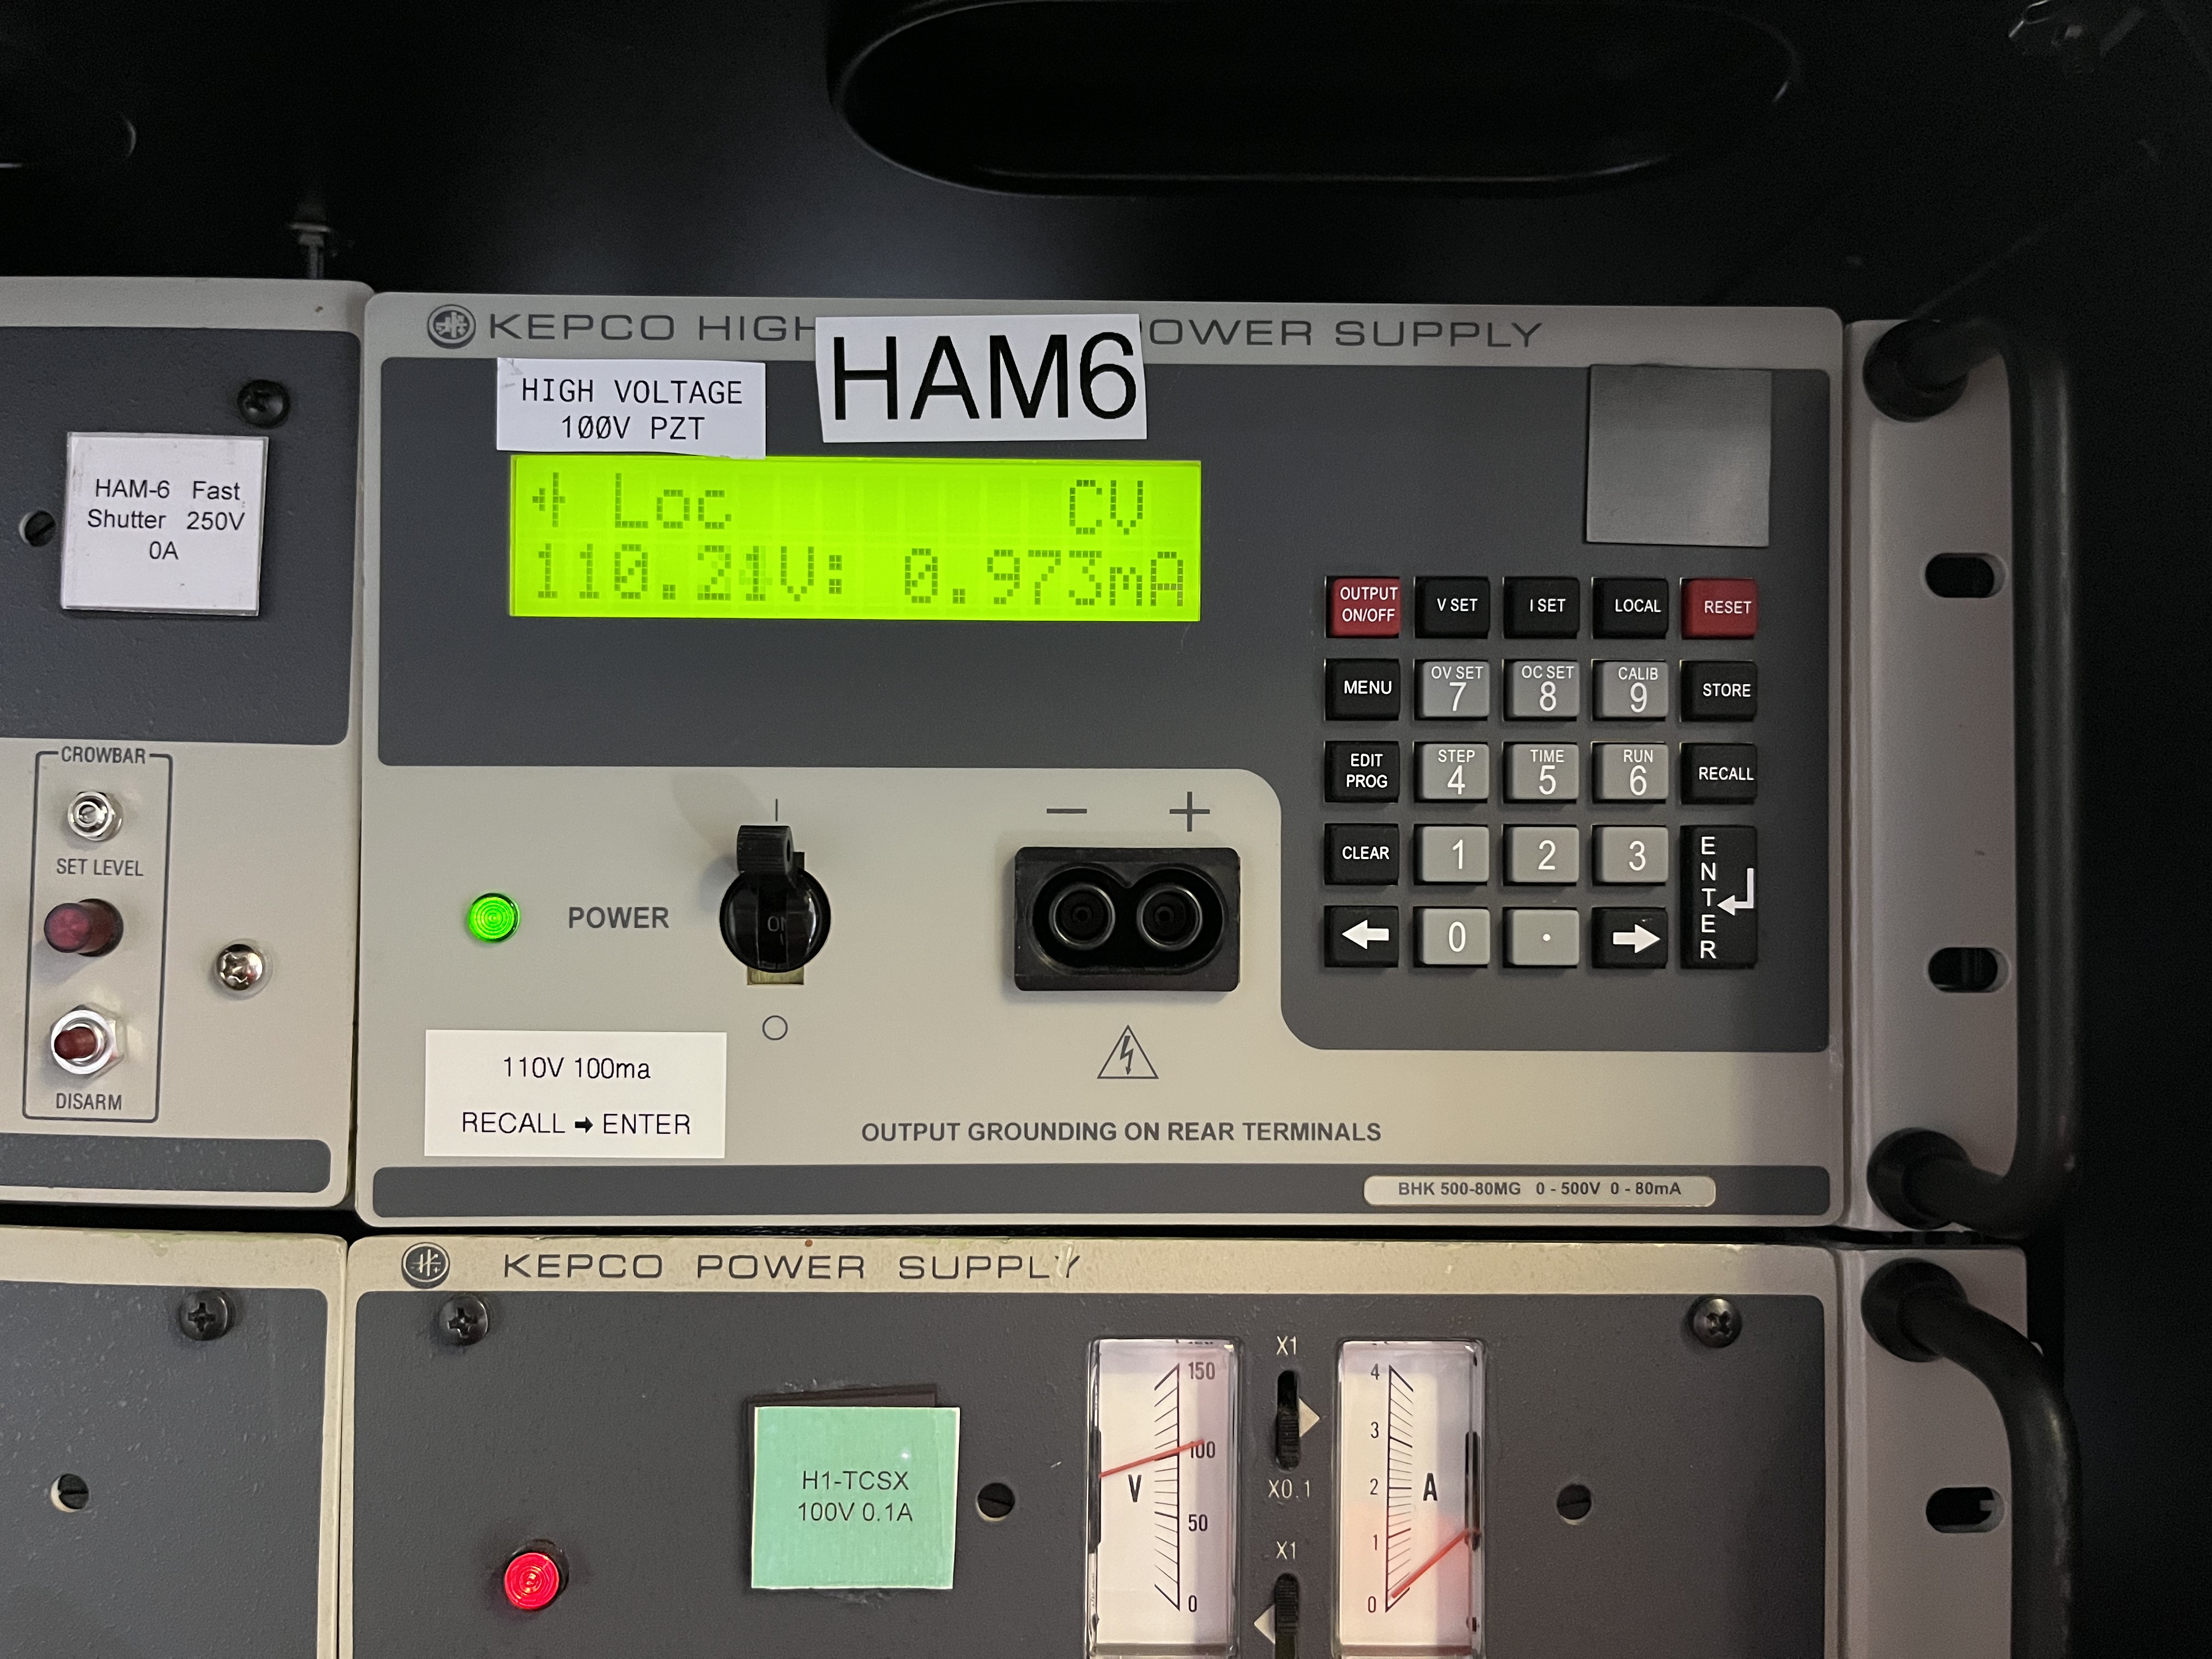 KEPCO HIGH
OWER SUPPLY
HAM6
HIGH VOLTAGE
100V PZT
HAM-6 Fast
Shutter 250V
0A
Loc CV
110.21V: 0.973mA
OUTPUT ON/OFF
V SET
I SET
LOCAL
RESET
MENU
OV SET 7
OC SET 8
CALIB 9
STORE
EDIT PROG
STEP 4
TIME 5
RUN 6
RECALL
CLEAR
1
2
3
ENTER
0
.
CROWBAR
SET LEVEL
DISARM
POWER
− +
110V 100ma
RECALL ➡ ENTER
OUTPUT GROUNDING ON REAR TERMINALS
BHK 500-80MG 0 - 500V 0 - 80mA
KEPCO POWER SUPPLY
H1-TCSX
100V 0.1A
150
100
50
0
V
X1
X0.1
X1
4
3
2
1
0
A